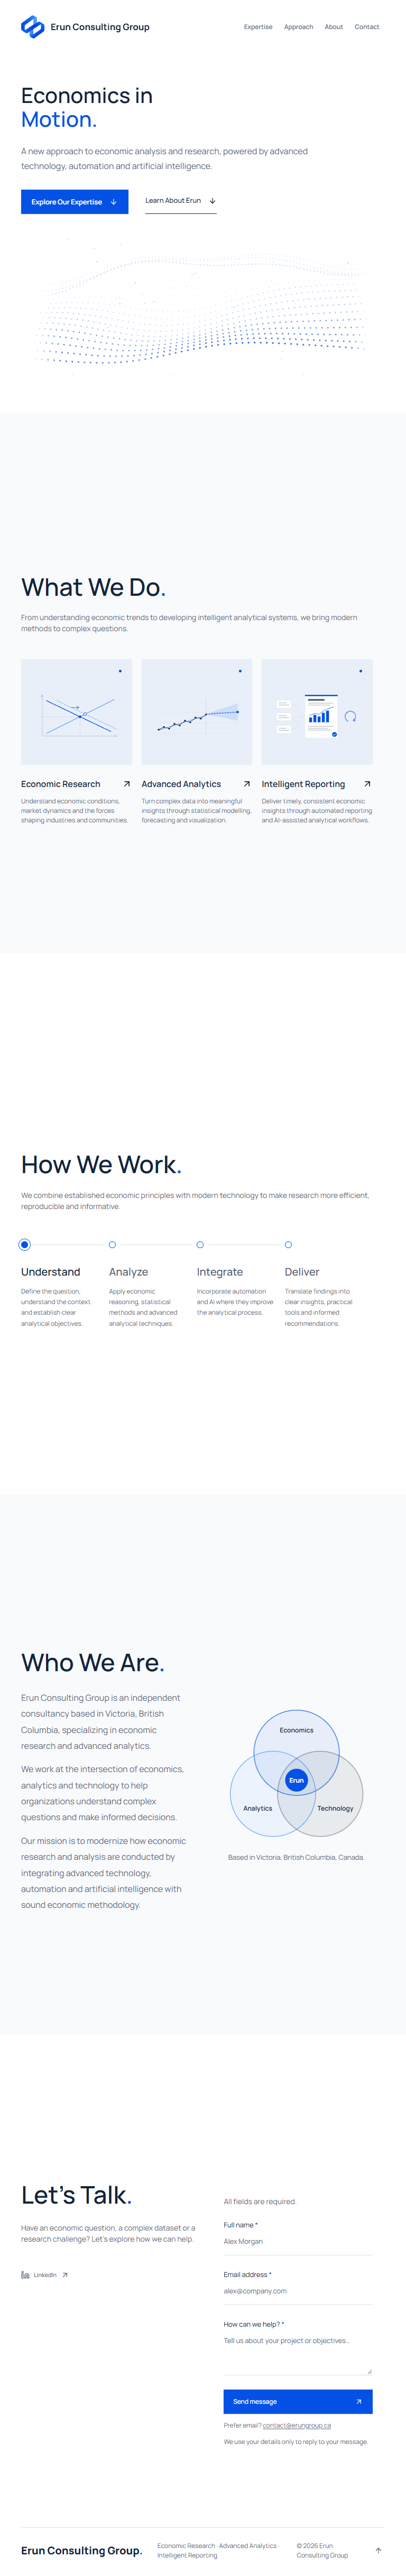 Erun Consulting Group
Expertise
Approach
About
Contact
Economics in
Motion.
A new approach to economic analysis and research, powered by advanced
technology, automation and artificial intelligence.
Explore Our Expertise
Learn About Erun
What We Do.
From understanding economic trends to developing intelligent analytical systems, we bring modern
methods to complex questions.
Economic Research
Understand economic conditions,
market dynamics and the forces
shaping industries and communities.
Advanced Analytics
Turn complex data into meaningful
insights through statistical modelling,
forecasting and visualization.
Intelligent Reporting
Deliver timely, consistent economic
insights through automated reporting
and AI-assisted analytical workflows.
How We Work.
We combine established economic principles with modern technology to make research more efficient,
reproducible and informative.
Understand
Define the question,
understand the context
and establish clear
analytical objectives.
Analyze
Apply economic
reasoning, statistical
methods and advanced
analytical techniques.
Integrate
Incorporate automation
and AI where they improve
the analytical process.
Deliver
Translate findings into
clear insights, practical
tools and informed
recommendations.
Who We Are.
Erun Consulting Group is an independent
consultancy based in Victoria, British
Columbia, specializing in economic
research and advanced analytics.
We work at the intersection of economics,
analytics and technology to help
organizations understand complex
questions and make informed decisions.
Our mission is to modernize how economic
research and analysis are conducted by
integrating advanced technology,
automation and artificial intelligence with
sound economic methodology.
Economics
Erun
Analytics
Technology
Based in Victoria, British Columbia, Canada.
Let's Talk.
Have an economic question, a complex dataset or a
research challenge? Let's explore how we can help.
LinkedIn
All fields are required.
Full name *
Alex Morgan
Email address *
alex@company.com
How can we help? *
Tell us about your project or objectives...
Send message
Prefer email? contact@erungroup.ca
We use your details only to reply to your message.
Erun Consulting Group.
Economic Research · Advanced Analytics ·
Intelligent Reporting
© 2026 Erun
Consulting Group